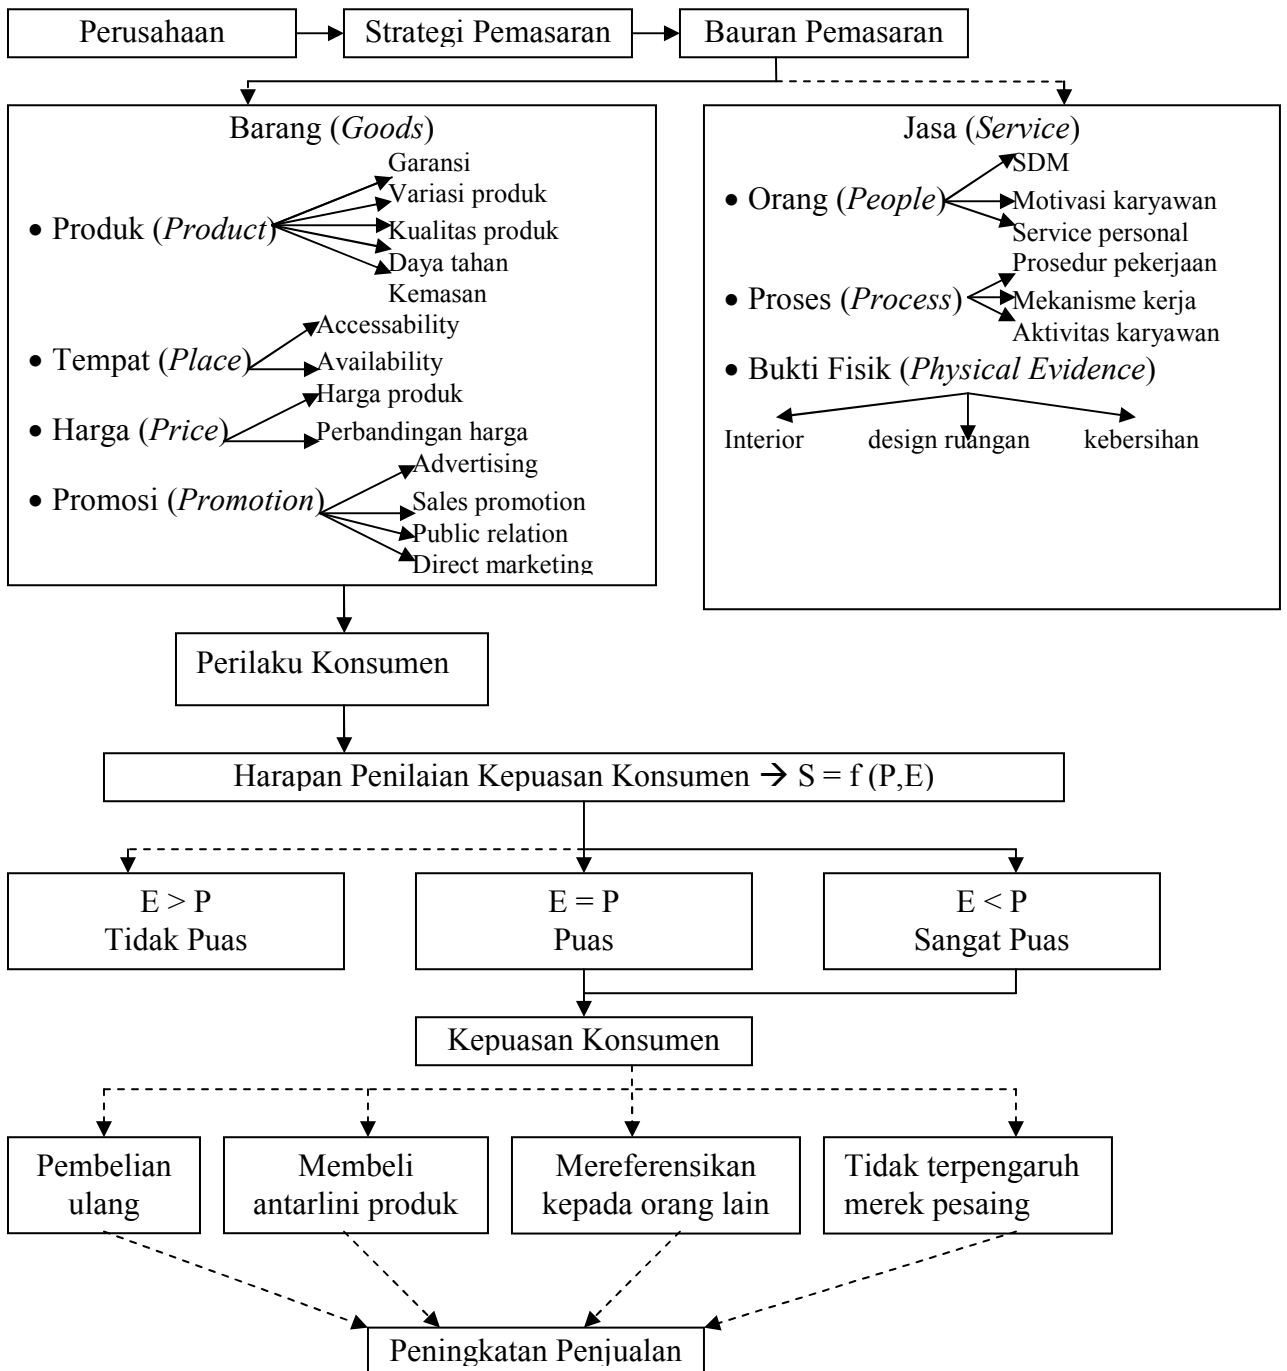 Perusahaan
Strategi Pemasaran
Bauran Pemasaran
Barang (Goods)
• Produk (Product)
Garansi
Variasi produk
Kualitas produk
Daya tahan
Kemasan
• Tempat (Place)
Accessability
Availability
• Harga (Price)
Harga produk
Perbandingan harga
• Promosi (Promotion)
Advertising
Sales promotion
Public relation
Direct marketing
Jasa (Service)
• Orang (People)
SDM
Motivasi karyawan
Service personal
• Proses (Process)
Prosedur pekerjaan
Mekanisme kerja
Aktivitas karyawan
• Bukti Fisik (Physical Evidence)
Interior
design ruangan
kebersihan
Perilaku Konsumen
Harapan Penilaian Kepuasan Konsumen → S = f (P,E)
E > P
Tidak Puas
E = P
Puas
E < P
Sangat Puas
Kepuasan Konsumen
Pembelian
ulang
Membeli
antarlini produk
Mereferensikan
kepada orang lain
Tidak terpengaruh
merek pesaing
Peningkatan Penjualan